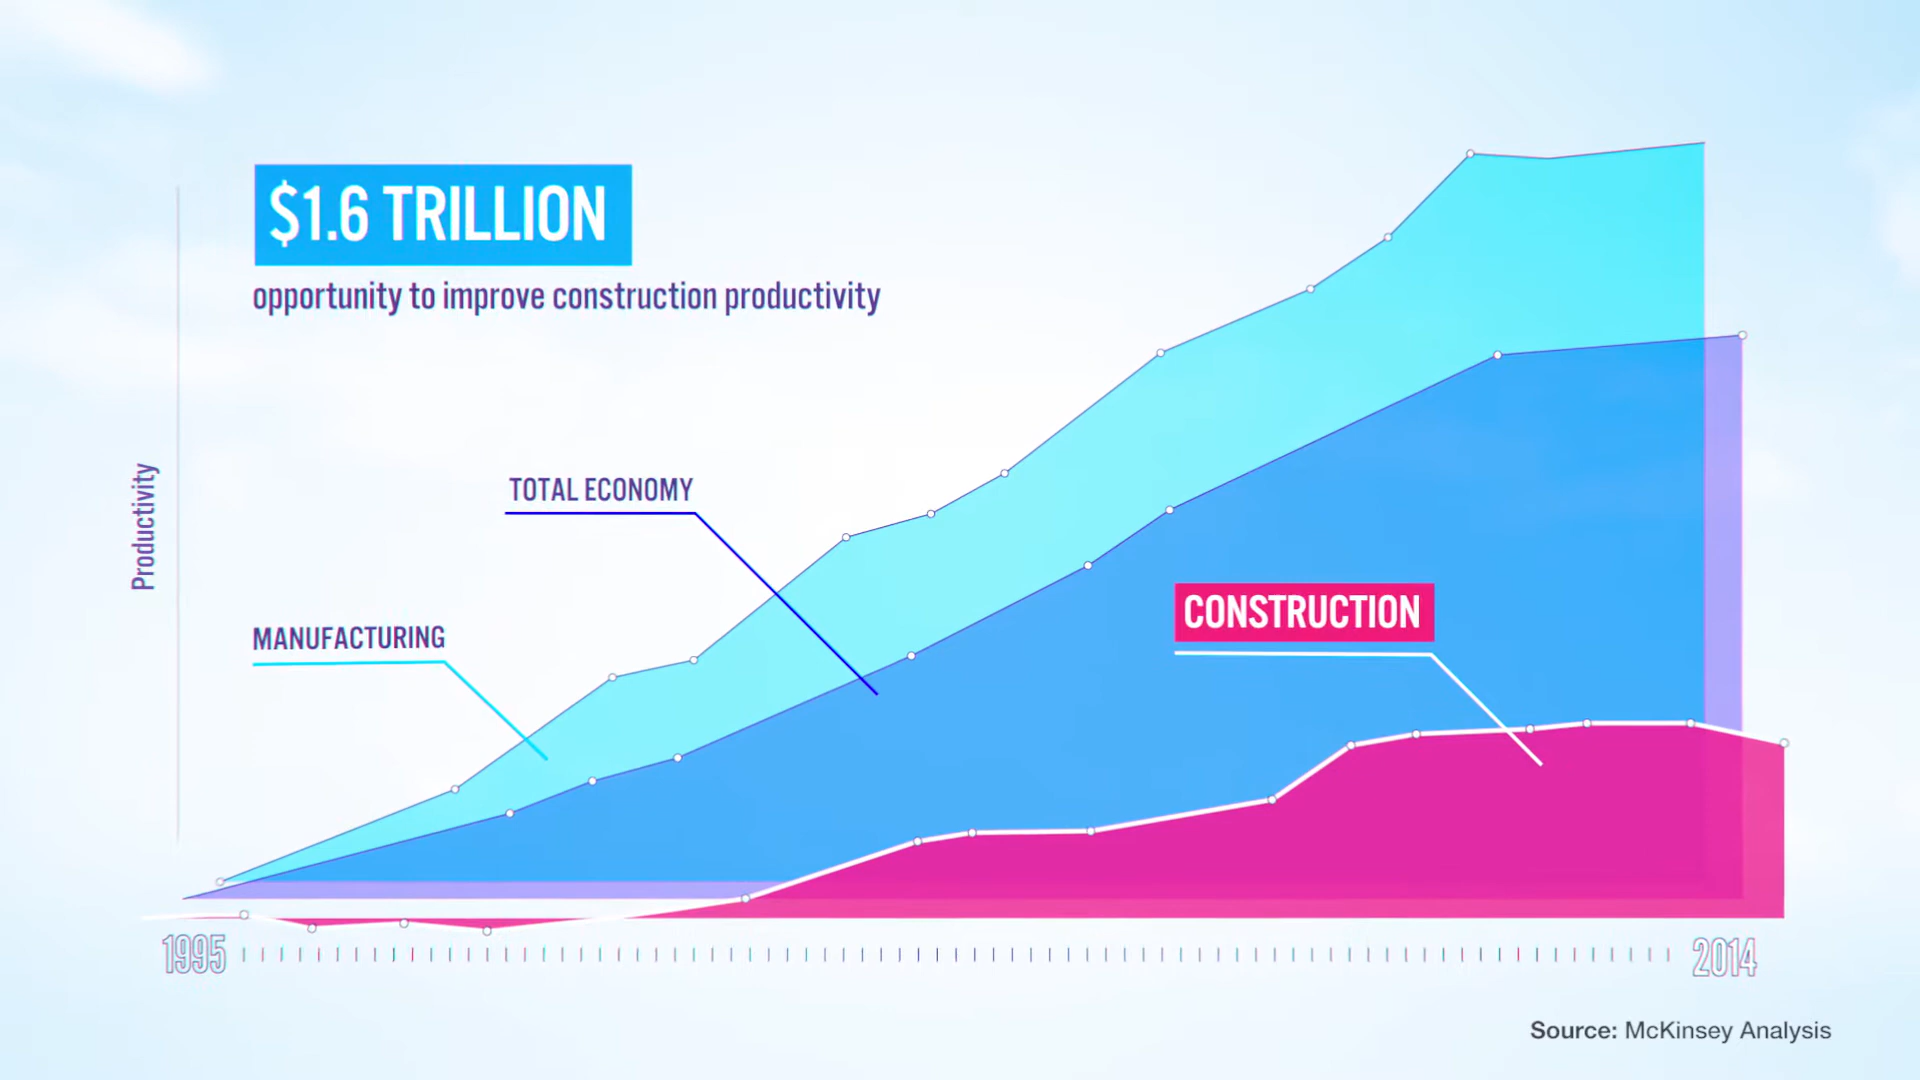 $1.6 TRILLION
opportunity to improve construction productivity
TOTAL ECONOMY
Productivity
CONSTRUCTION
MANUFACTURING
1995
2014
Source: McKinsey Analysis